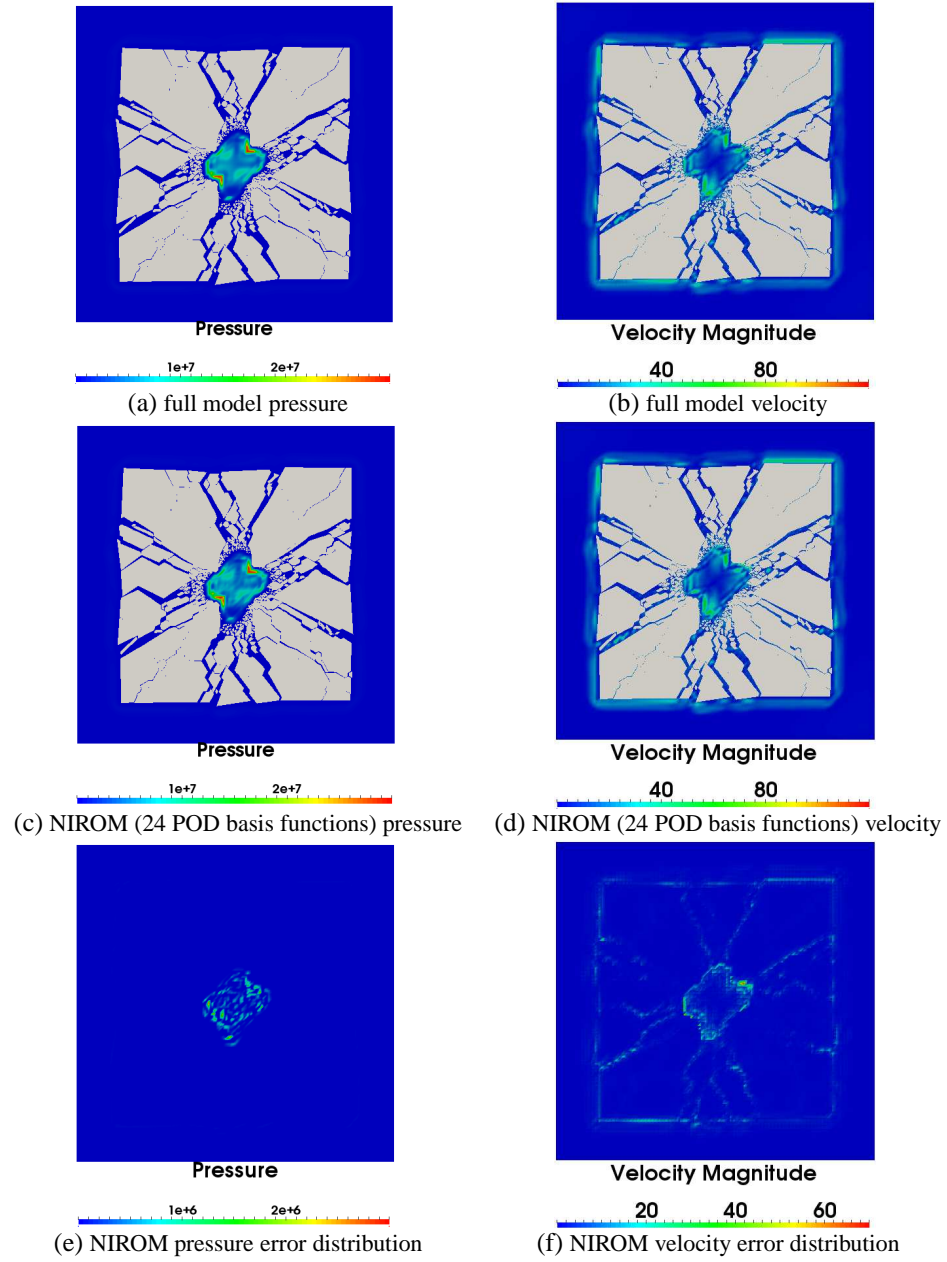 Pressure
Velocity Magnitude
1e+7 2e+7
40 80
(a) full model pressure
(b) full model velocity
Pressure
Velocity Magnitude
1e+7 2e+7
40 80
(c) NIROM (24 POD basis functions) pressure
(d) NIROM (24 POD basis functions) velocity
Pressure
Velocity Magnitude
1e+6 2e+6
20 40 60
(e) NIROM pressure error distribution
(f) NIROM velocity error distribution